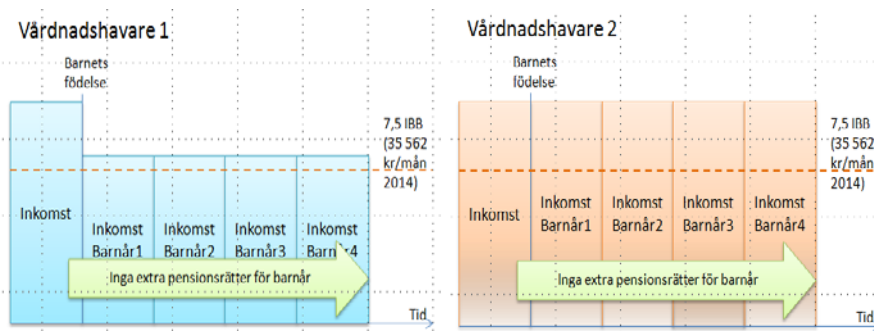 Vårdnadshavare 1
Barnets
födelse
7,5 IBB
(35 562
kr/mån
2014)
Inkomst
Inkomst
Barnår1
Inkomst
Barnår2
Inkomst
Barnår3
Inkomst
Barnår4
Inga extra pensionsrätter för barnår
Tid
Vårdnadshavare 2
Barnets
födelse
7,5 IBB
(35 562
kr/mån
2014)
Inkomst
Inkomst
Barnår1
Inkomst
Barnår2
Inkomst
Barnår3
Inkomst
Barnår4
Inga extra pensionsrätter för barnår
Tid